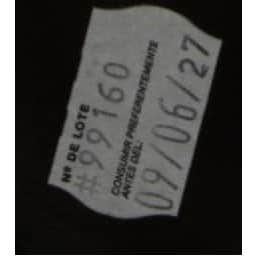 Nº DE LOTE
#99160
CONSUMIR PREFERENTEMENTE
ANTES DEL:
09/06/27